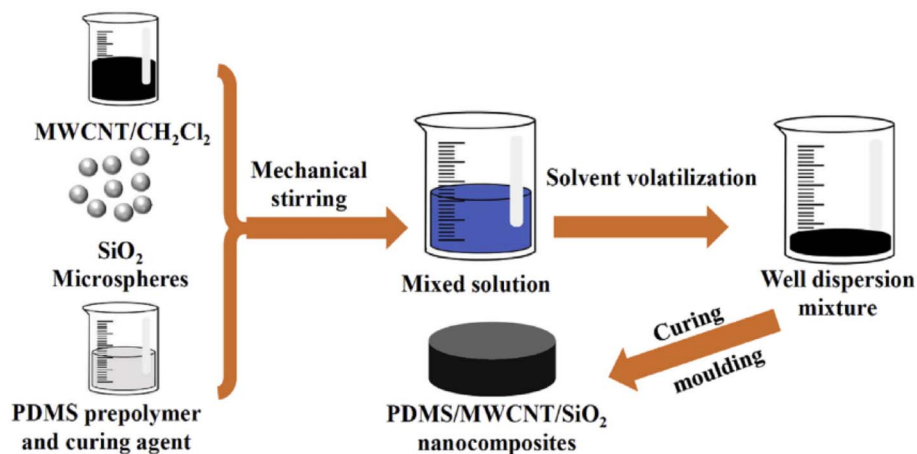 MWCNT/CH₂Cl₂
SiO₂
Microspheres
PDMS prepolymer
and curing agent
Mechanical
stirring
Mixed solution
Solvent volatilization
Well dispersion
mixture
Curing
moulding
PDMS/MWCNT/SiO₂
nanocomposites